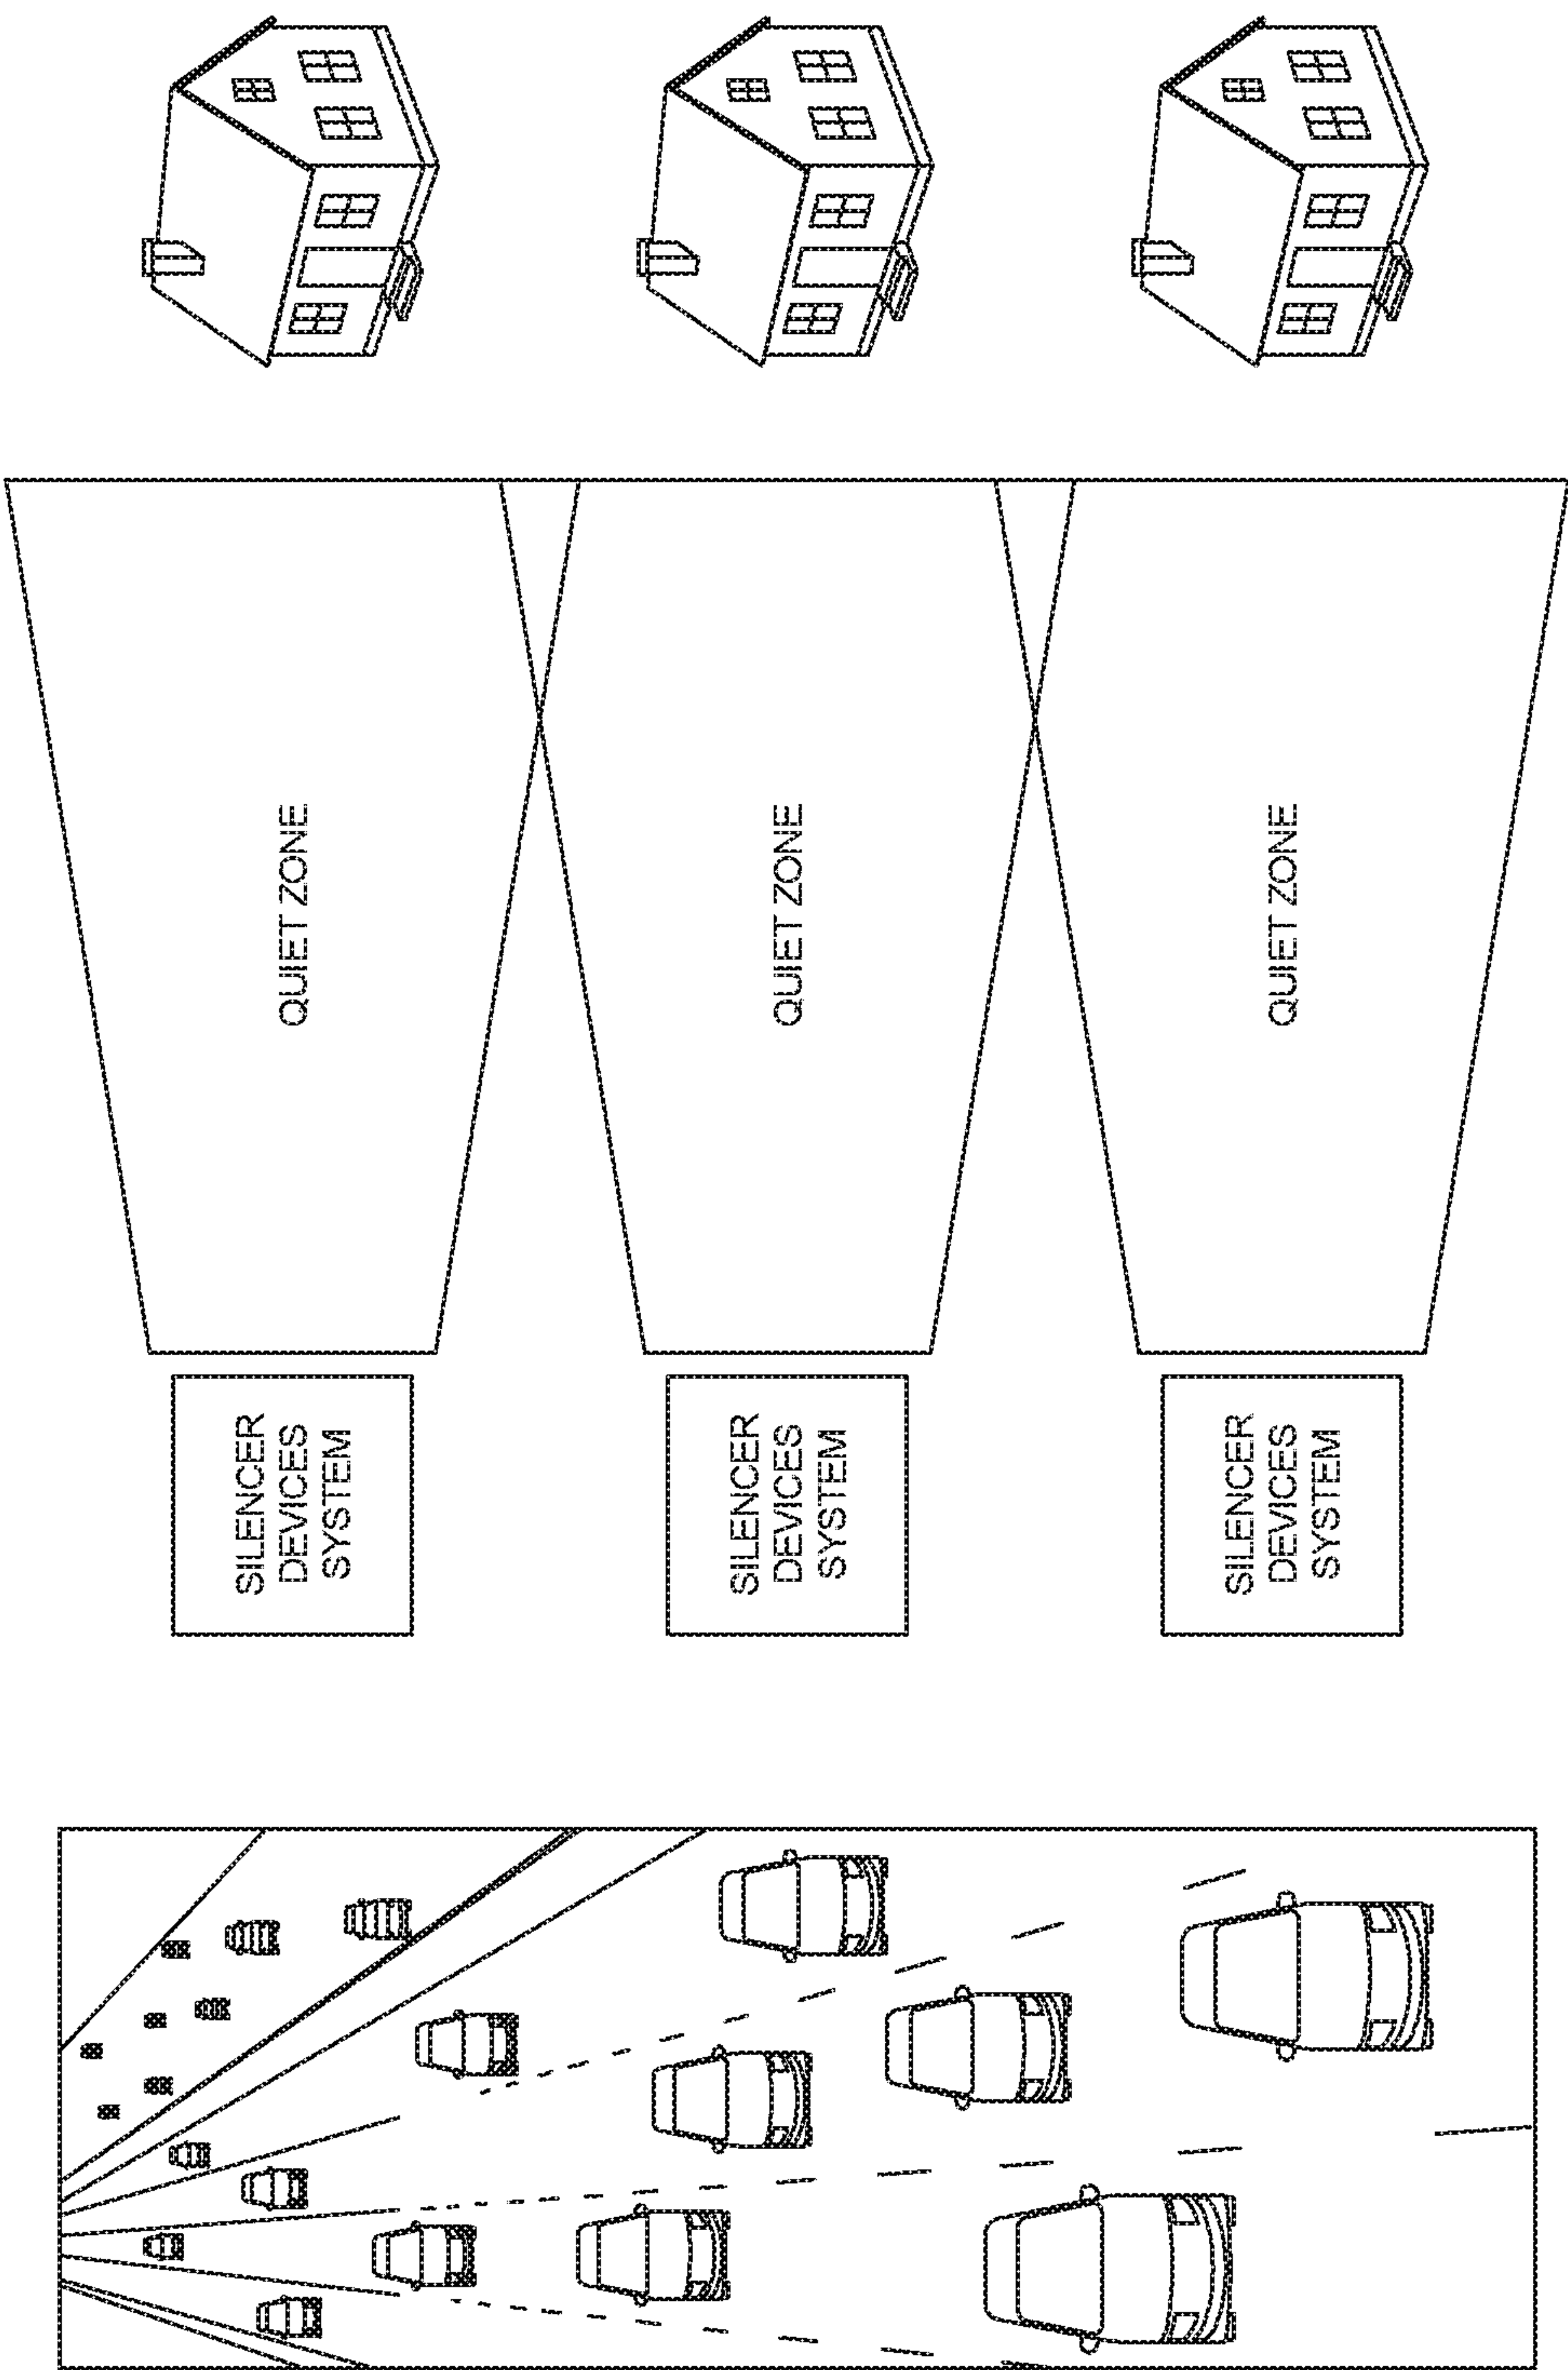 QUIET ZONE
QUIET ZONE
QUIET ZONE
SILENCER
DEVICES
SYSTEM
SILENCER
DEVICES
SYSTEM
SILENCER
DEVICES
SYSTEM